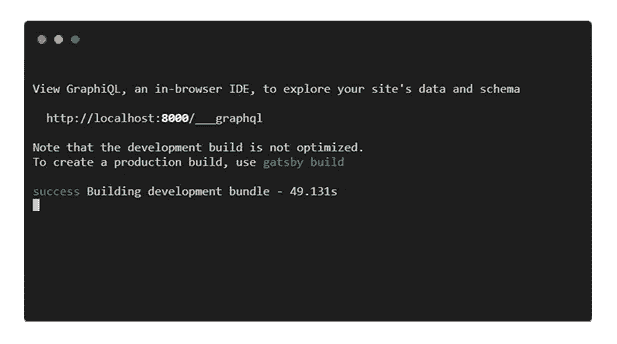 View GraphiQL, an in-browser IDE, to explore your site's data and schema
http://localhost:8000/___graphql
Note that the development build is not optimized.
To create a production build, use gatsby build
success Building development bundle - 49.131s